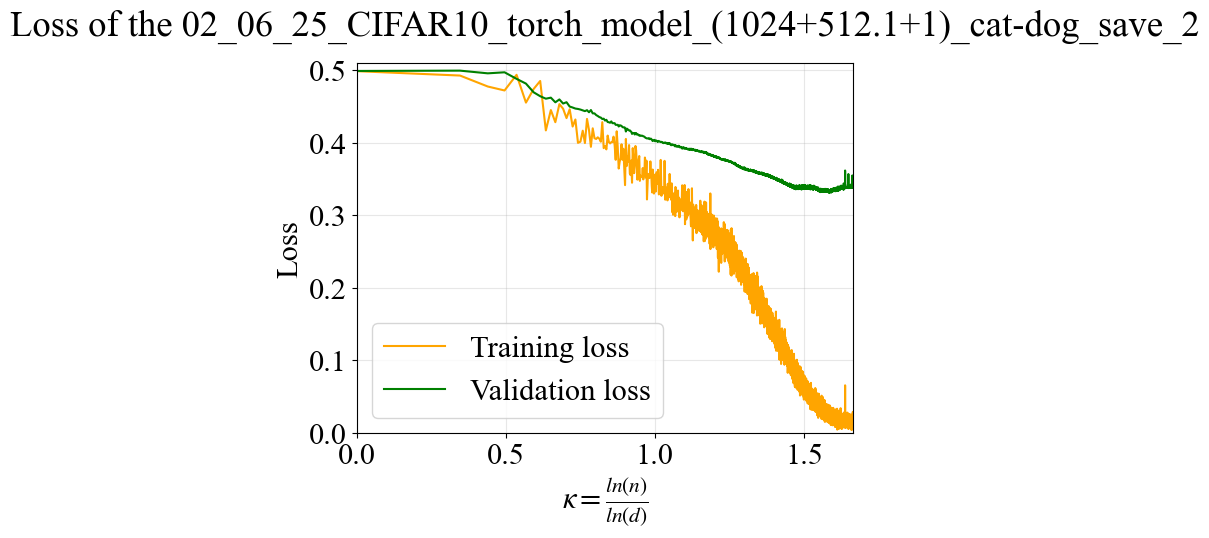 Loss of the 02_06_25_CIFAR10_torch_model_(1024+512.1+1)_cat-dog_save_2
0.5
0.4
0.3
0.2
0.1
0.0
Loss
Training loss
Validation loss
0.0 0.5 1.0 1.5
κ = ln(n) / ln(d)